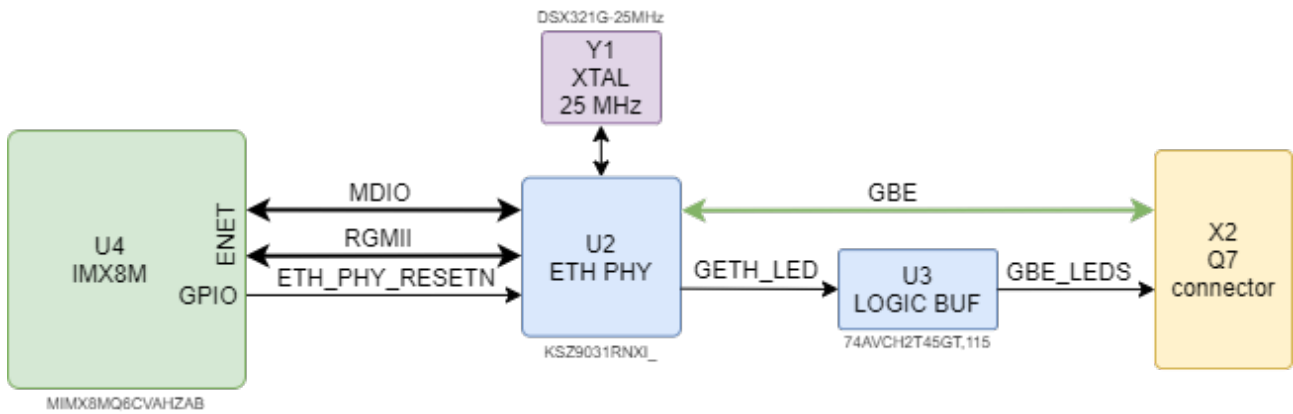 DSX321G-25MHz
Y1
XTAL
25 MHz
MDIO
GBE
ENET
U4
IMX8M
RGMII
U2
ETH PHY
X2
Q7
connector
GPIO
ETH_PHY_RESETN
GETH_LED
U3
LOGIC BUF
GBE_LEDS
KSZ9031RNXI_
74AVCH2T45GT,115
MIMX8MQ6CVAHZAB